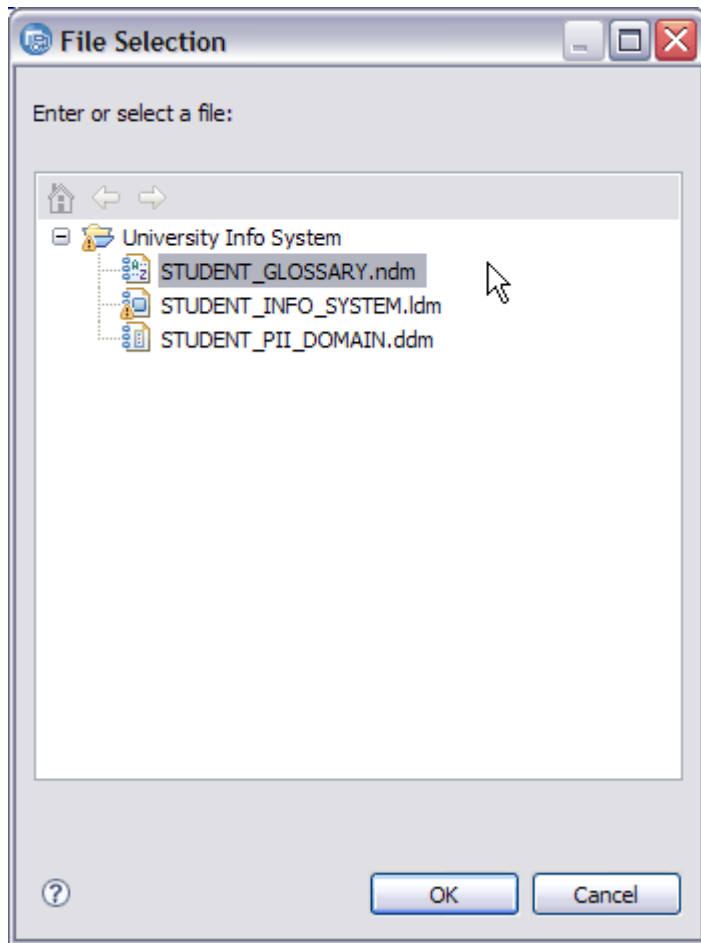 File Selection
Enter or select a file:
University Info System
STUDENT_GLOSSARY.ndm
STUDENT_INFO_SYSTEM.ldm
STUDENT_PII_DOMAIN.ddm
OK Cancel